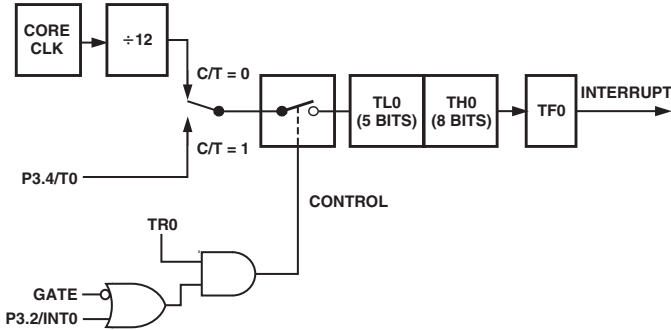 CORE
CLK
÷12
C/T = 0
C/T = 1
P3.4/T0
TL0
(5 BITS)
TH0
(8 BITS)
TF0
INTERRUPT
CONTROL
TR0
GATE
P3.2/INT0